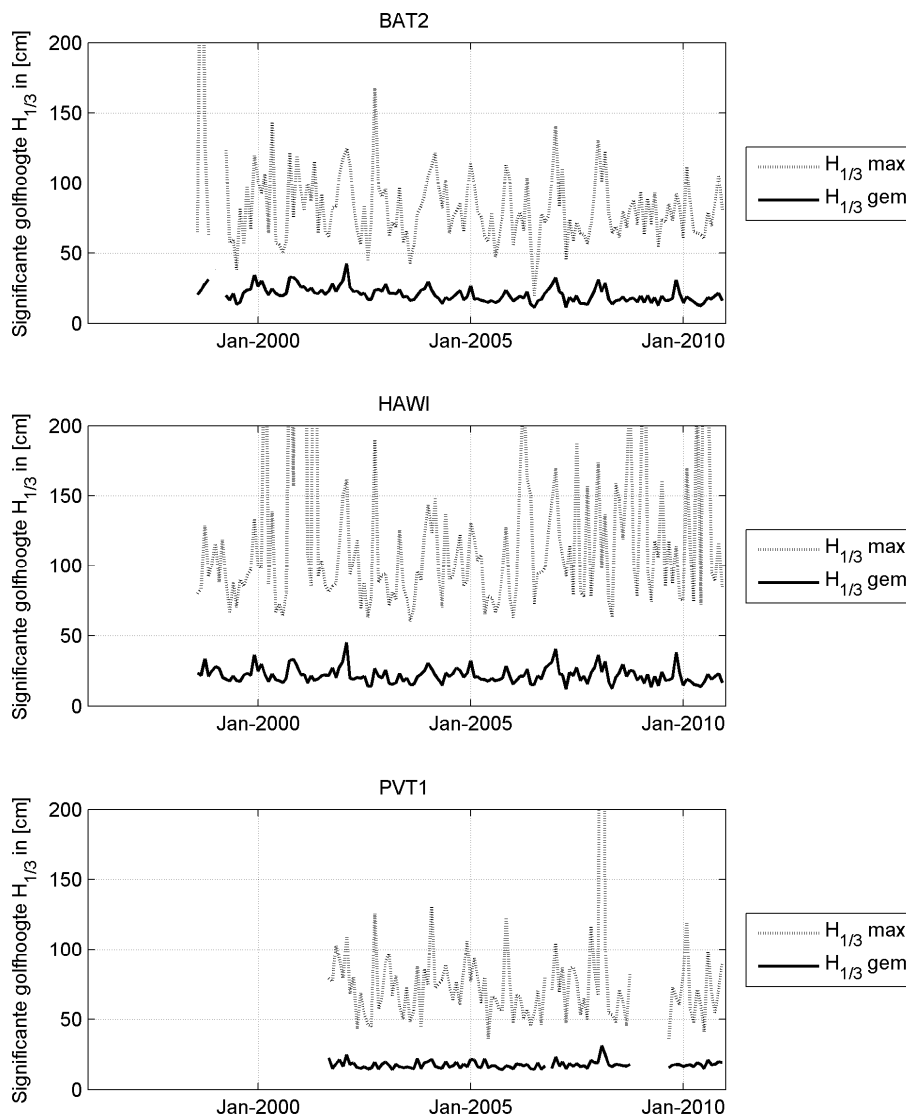 BAT2
Significante golfhoogte H1/3 in [cm]
200
150
100
50
0
Jan-2000
Jan-2005
Jan-2010
H1/3 max
H1/3 gem
HAWI
Significante golfhoogte H1/3 in [cm]
200
150
100
50
0
Jan-2000
Jan-2005
Jan-2010
H1/3 max
H1/3 gem
PVT1
Significante golfhoogte H1/3 in [cm]
200
150
100
50
0
Jan-2000
Jan-2005
Jan-2010
H1/3 max
H1/3 gem